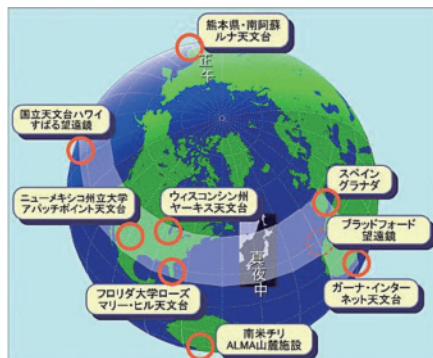 熊本県・南阿蘇
ルナ天文台
正午
国立天文台ハワイ
すばる望遠鏡
スペイン
グラナダ
ニューメキシコ州立大学
アパッチポイント天文台
ウィスコンシン州
ヤーキス天文台
ブラッドフォード
望遠鏡
真夜中
フロリダ大学ローズ
マリー・ヒル天文台
ガーナ・インター
ネット天文台
南米チリ
ALMA山麓施設